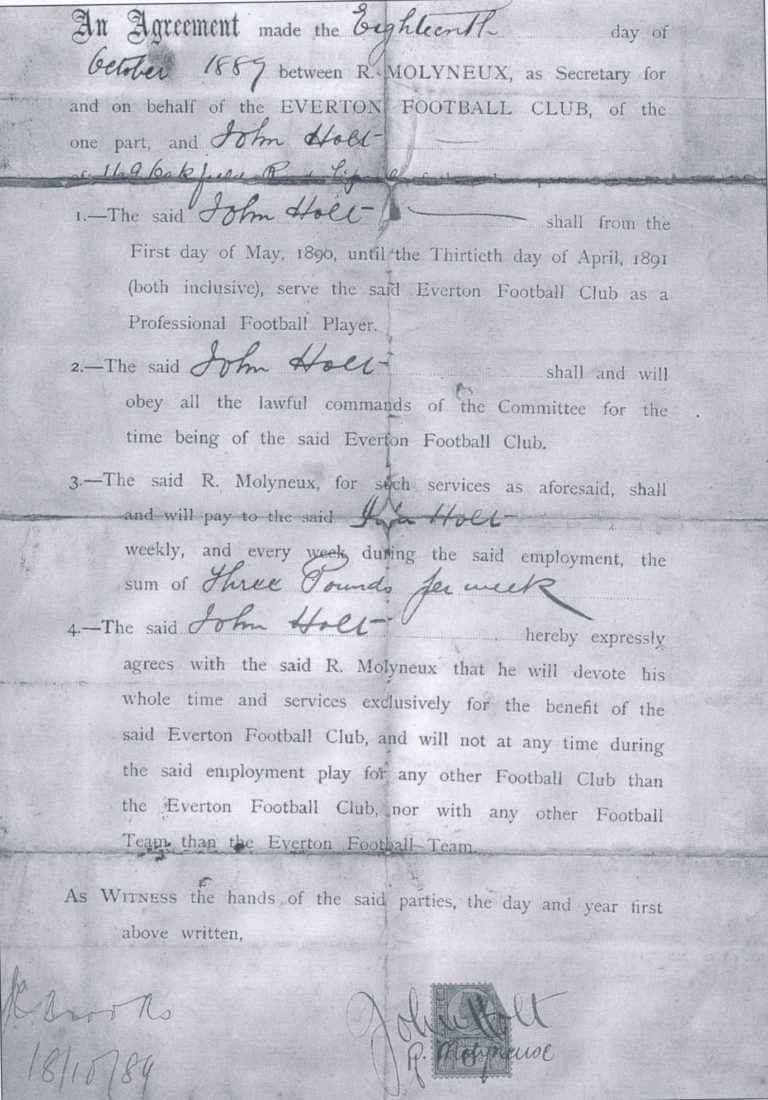 An Agreement made the Eighteenth day of
October 1889 between R. MOLYNEUX, as Secretary for
and on behalf of the EVERTON FOOTBALL CLUB, of the
one part, and John Holt
1.—The said John Holt shall from the
First day of May, 1890, until the Thirtieth day of April, 1891
(both inclusive), serve the said Everton Football Club as a
Professional Football Player.
2.—The said John Holt shall and will
obey all the lawful commands of the Committee for the
time being of the said Everton Football Club.
3.—The said R. Molyneux, for such services as aforesaid, shall
and will pay to the said John Holt
weekly, and every week during the said employment, the
sum of Three Pounds per week
4.—The said John Holt hereby expressly
agrees with the said R. Molyneux that he will devote his
whole time and services exclusively for the benefit of the
said Everton Football Club, and will not at any time during
the said employment play for any other Football Club than
the Everton Football Club, nor with any other Football
Team than the Everton Football Team.
As WITNESS the hands of the said parties, the day and year first
above written,
Brooks
John Holt
R. Molyneux
18/10/89
6